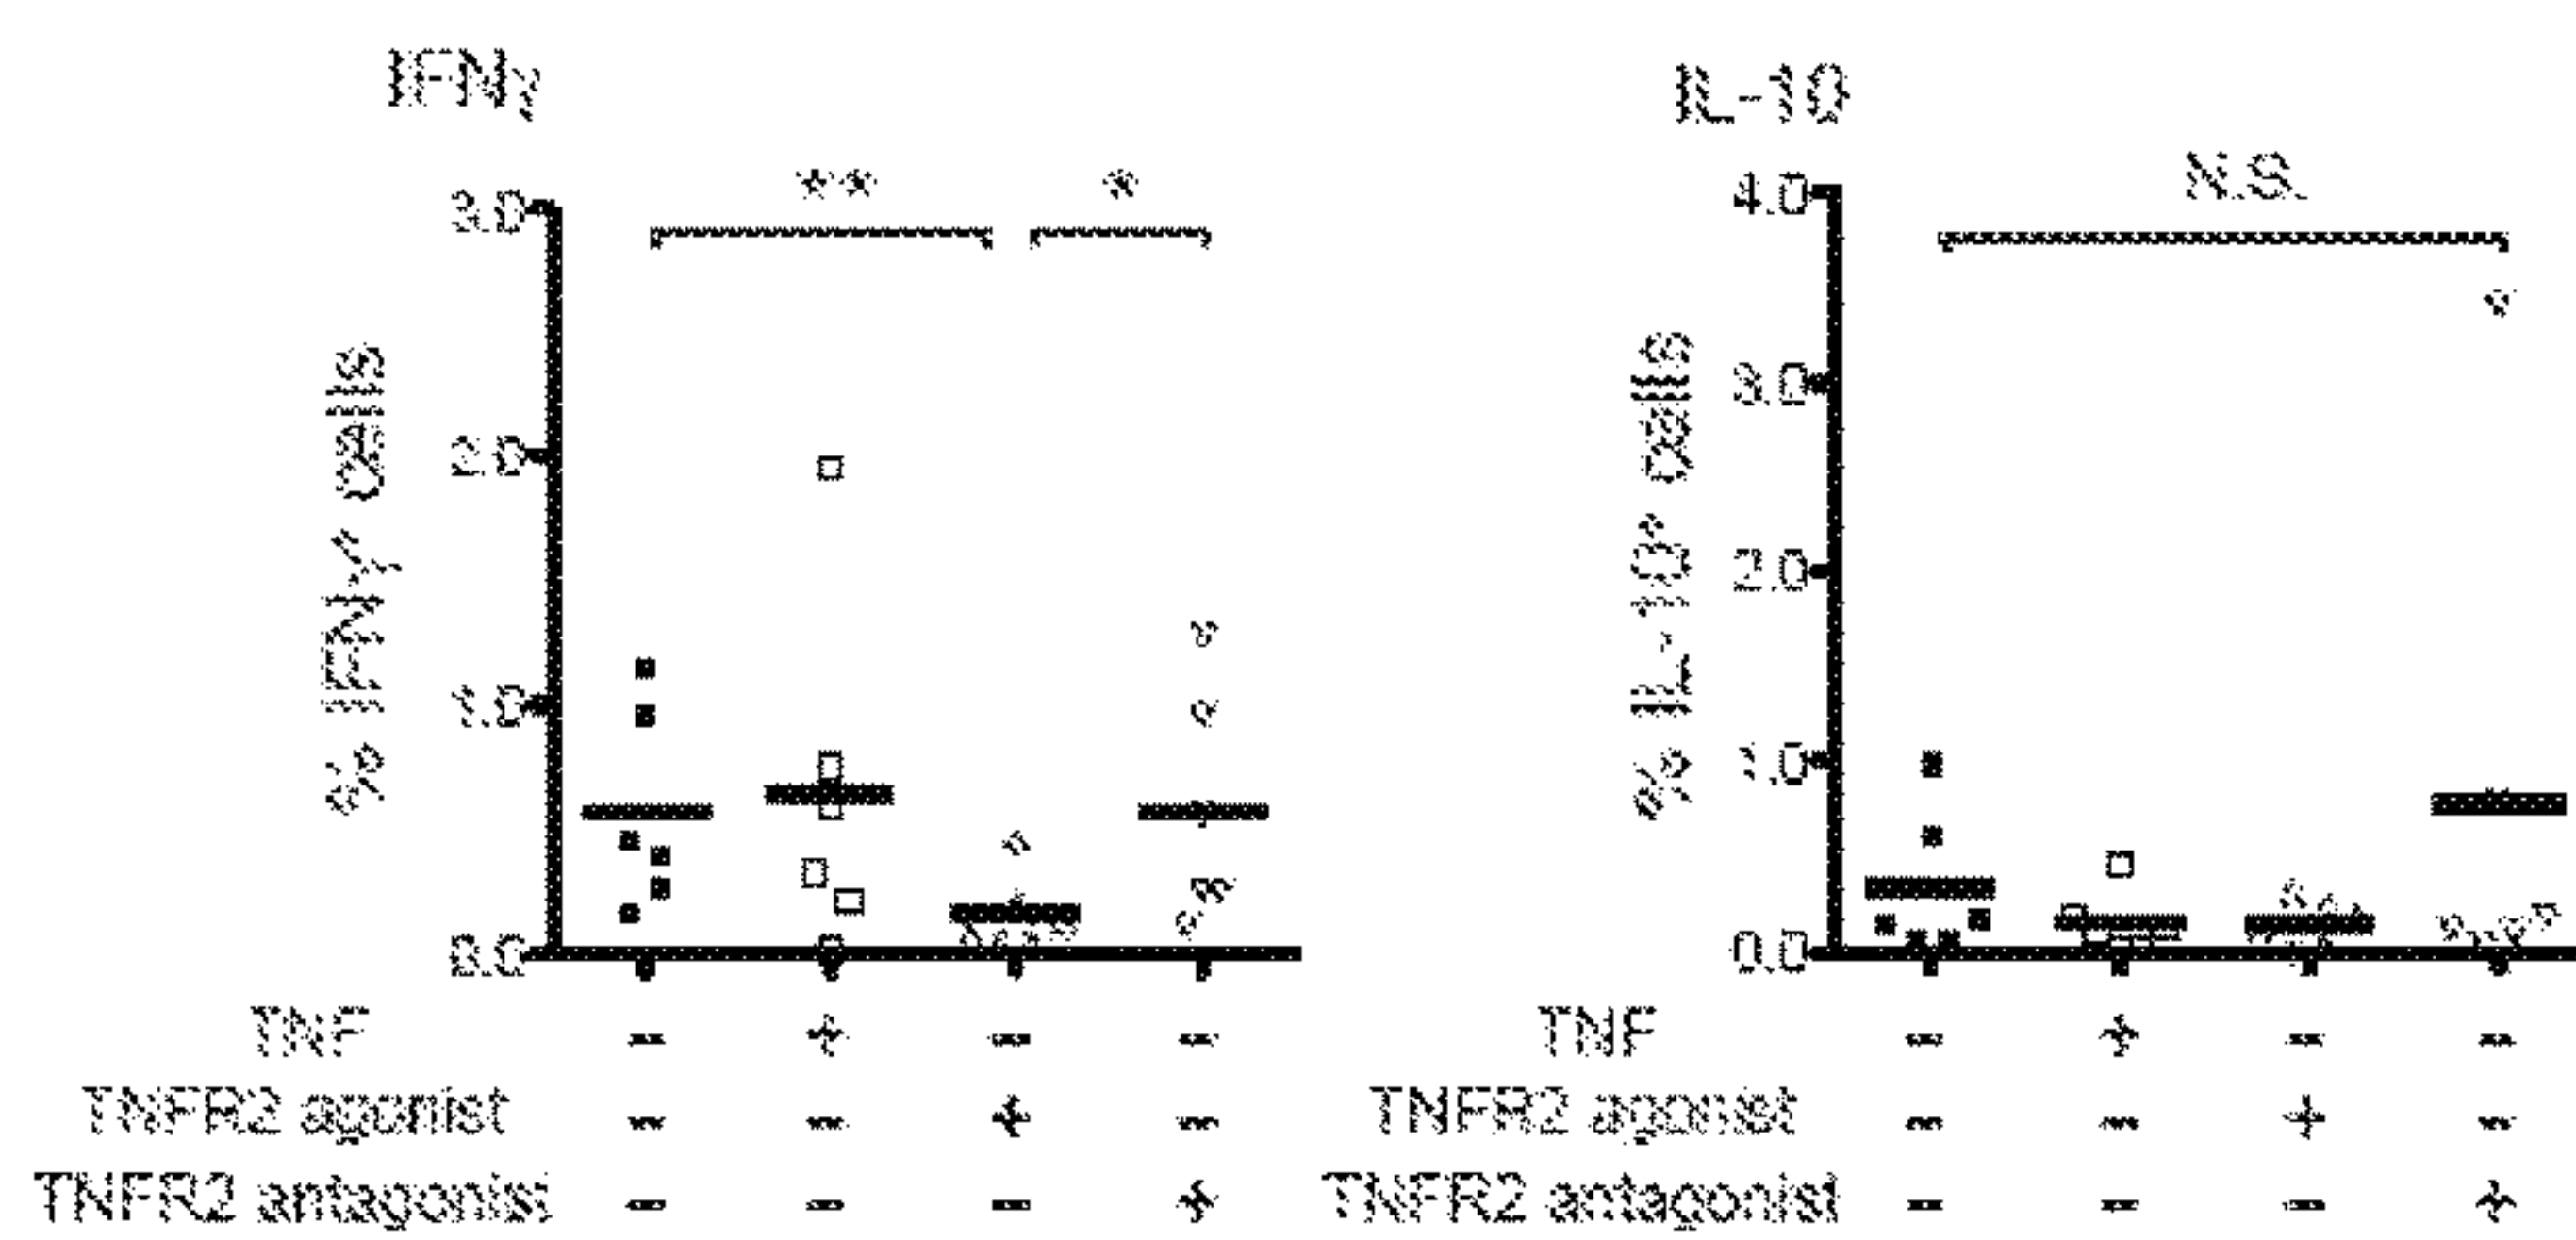 IFNγ
** *
3.0
2.0
1.0
0.0
% IFNγ cells
TNF - + - -
TNFR2 agonist - - + -
TNFR2 antagonist - - - +
IL-10
N.S.
4.0
3.0
2.0
1.0
0.0
% IL-10⁺ cells
TNF - + - -
TNFR2 agonist - - + -
TNFR2 antagonist - - - +